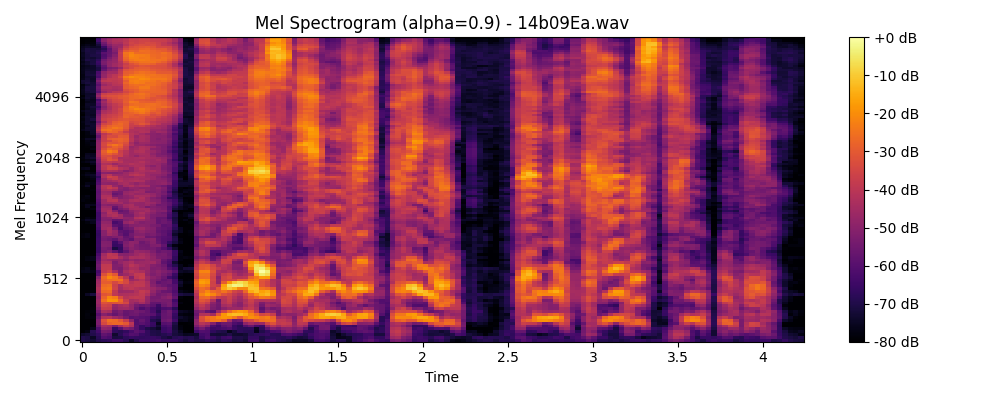 Mel Spectrogram (alpha=0.9) - 14b09Ea.wav
Mel Frequency
4096
2048
1024
512
0
0
0.5
1
1.5
2
2.5
3
3.5
4
Time
+0 dB
-10 dB
-20 dB
-30 dB
-40 dB
-50 dB
-60 dB
-70 dB
-80 dB